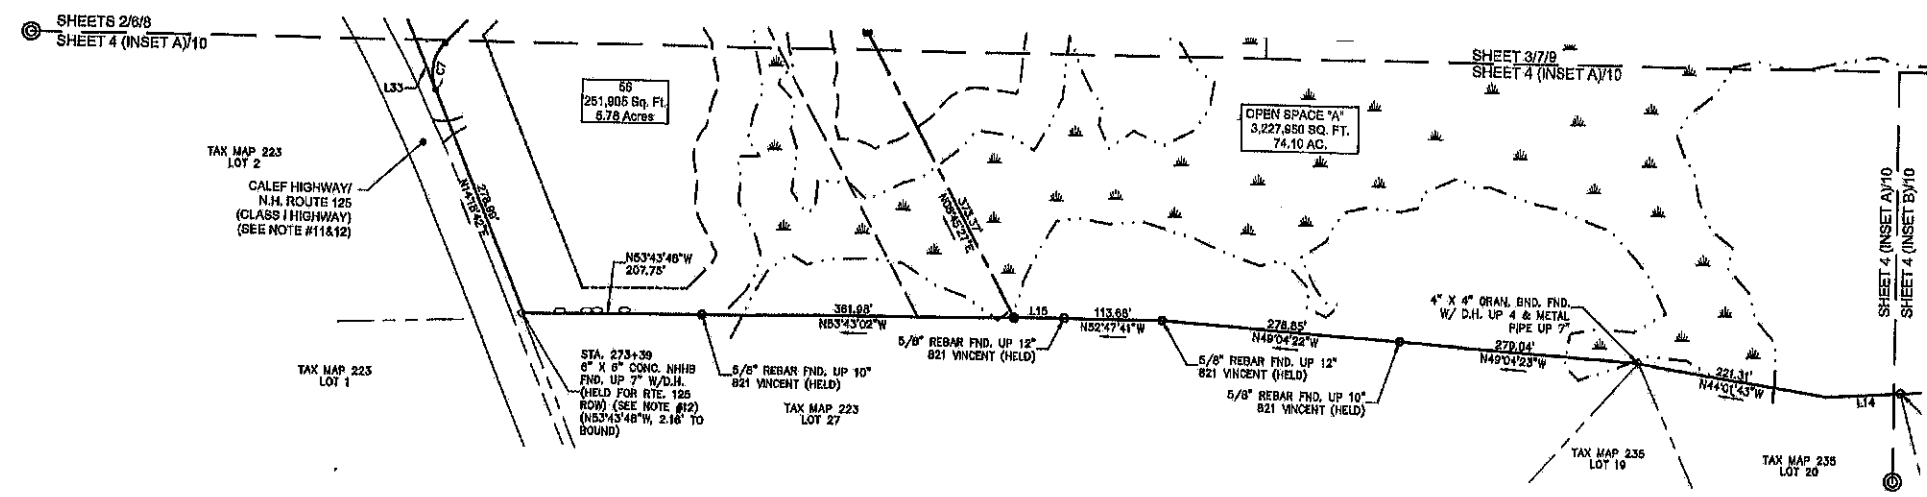 SHEETS 2/6/8
SHEET 4 (INSET A)/10
L33
C7
56
251,905 Sq. Ft.
5.78 Acres
TAX MAP 223
LOT 2
CALEF HIGHWAY/
N.H. ROUTE 125
(CLASS I HIGHWAY)
(SEE NOTE #11&12)
278.99'
N14°18'42"E
N53°43'48"W
207.75'
373.37'
OPEN SPACE "A"
3,227,950 SQ. FT.
74.10 AC.
SHEET 3/7/9
SHEET 4 (INSET A)/10
SHEET 4 (INSET A)/10
SHEET 4 (INSET B)/10
TAX MAP 223
LOT 1
STA. 273+39
6" X 6" CONC. NHHB
FND. UP 7" W/D.H.
(HELD FOR RTE. 125
ROW) (SEE NOTE #12)
(N53°43'48"W, 2.16' TO
BOUND)
5/8" REBAR FND. UP 10"
821 VINCENT (HELD)
TAX MAP 223
LOT 27
361.98'
N53°43'02"W
L15
5/8" REBAR FND. UP 12"
821 VINCENT (HELD)
113.66'
N52°47'41"W
5/8" REBAR FND. UP 12"
821 VINCENT (HELD)
278.85'
N49°04'22"W
5/8" REBAR FND. UP 10"
821 VINCENT (HELD)
4" X 4" GRAN. BND. FND.
W/ D.H. UP 4 & METAL
PIPE UP 7"
270.04'
N49°04'23"W
221.31'
N44°01'43"W
L14
TAX MAP 235
LOT 19
TAX MAP 235
LOT 20